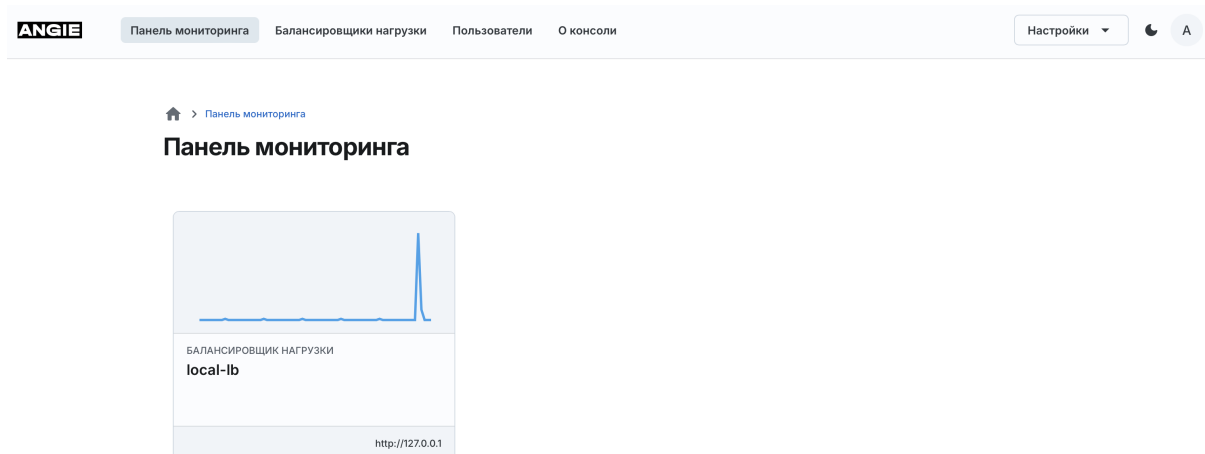 ANGIE Панель мониторинга Балансировщики нагрузки Пользователи О консоли Настройки A
Панель мониторинга
Панель мониторинга
БАЛАНСИРОВЩИК НАГРУЗКИ
local-lb
http://127.0.0.1